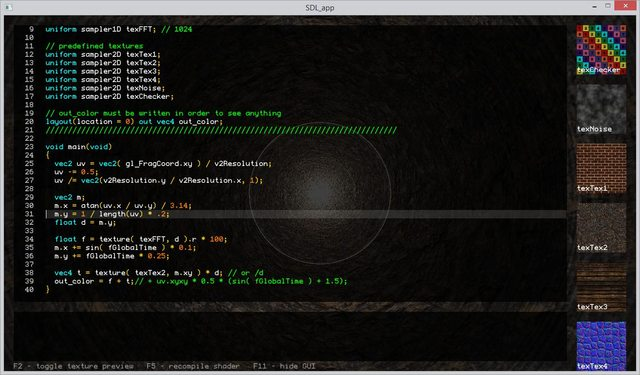 SDL_app
9 uniform sampler1D texFFT; // 1024
10
11 // predefined textures
12 uniform sampler2D texTex1;
13 uniform sampler2D texTex2;
14 uniform sampler2D texTex3;
15 uniform sampler2D texTex4;
16 uniform sampler2D texNoise;
17 uniform sampler2D texChecker;
18
19 // out_color must be written in order to see anything
20 layout(location = 0) out vec4 out_color;
21 ////////////////////////////////////////////////////////////////////////////////
22
23 void main(void)
24 {
25 vec2 uv = vec2( gl_FragCoord.xy ) / v2Resolution;
26 uv -= 0.5;
27 uv /= vec2(v2Resolution.y / v2Resolution.x, 1);
28
29 vec2 m;
30 m.x = atan(uv.x / uv.y) / 3.14;
31 m.y = 1 / length(uv) * .2;
32 float d = m.y;
33
34 float f = texture( texFFT, d ).r * 100;
35 m.x += sin( fGlobalTime ) * 0.1;
36 m.y += fGlobalTime * 0.25;
37
38 vec4 t = texture( texTex2, m.xy ) * d; // or /d
39 out_color = f + t;// + uv.xyxy * 0.5 * (sin( fGlobalTime ) + 1.5);
40 }
F2 - toggle texture preview F5 - recompile shader F11 - hide GUI
texChecker
texNoise
texTex1
texTex2
texTex3
texTex4